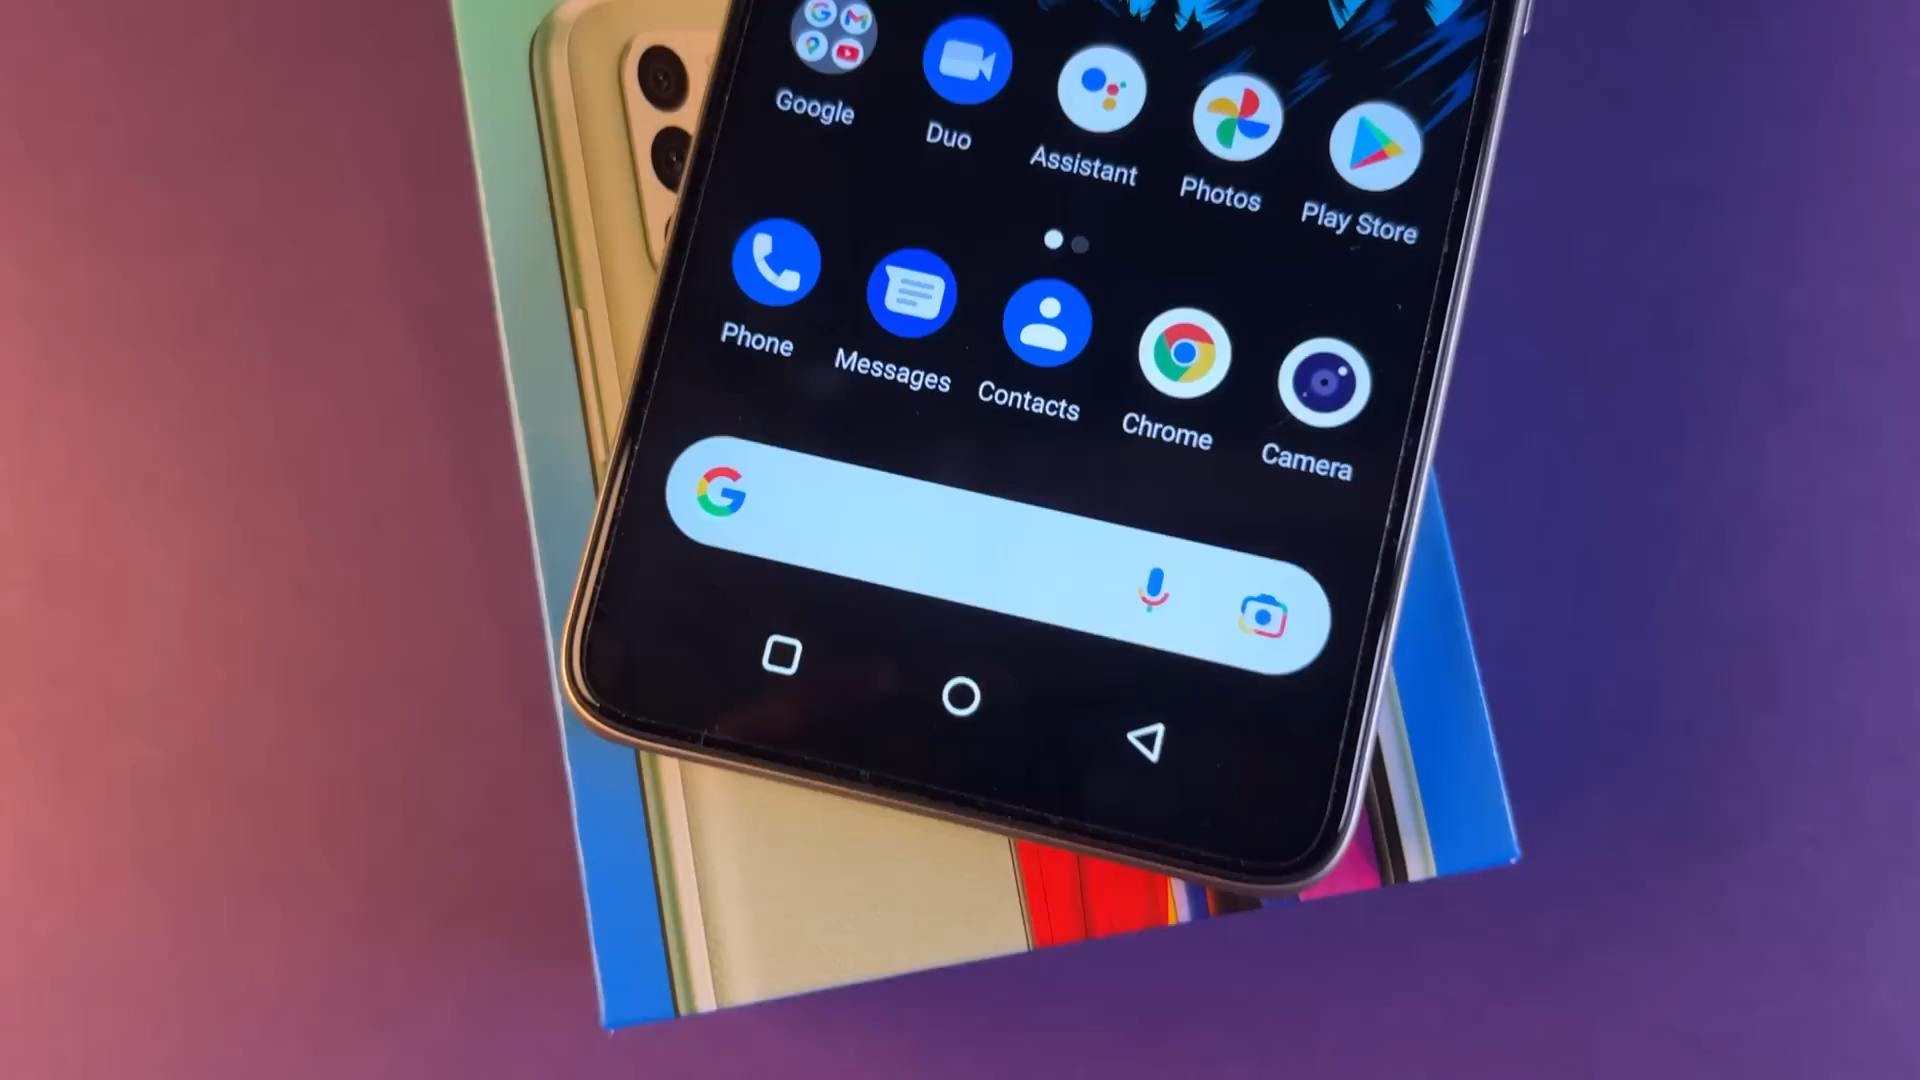 Google
Duo
Assistant
Photos
Play Store
Phone
Messages
Contacts
Chrome
Camera